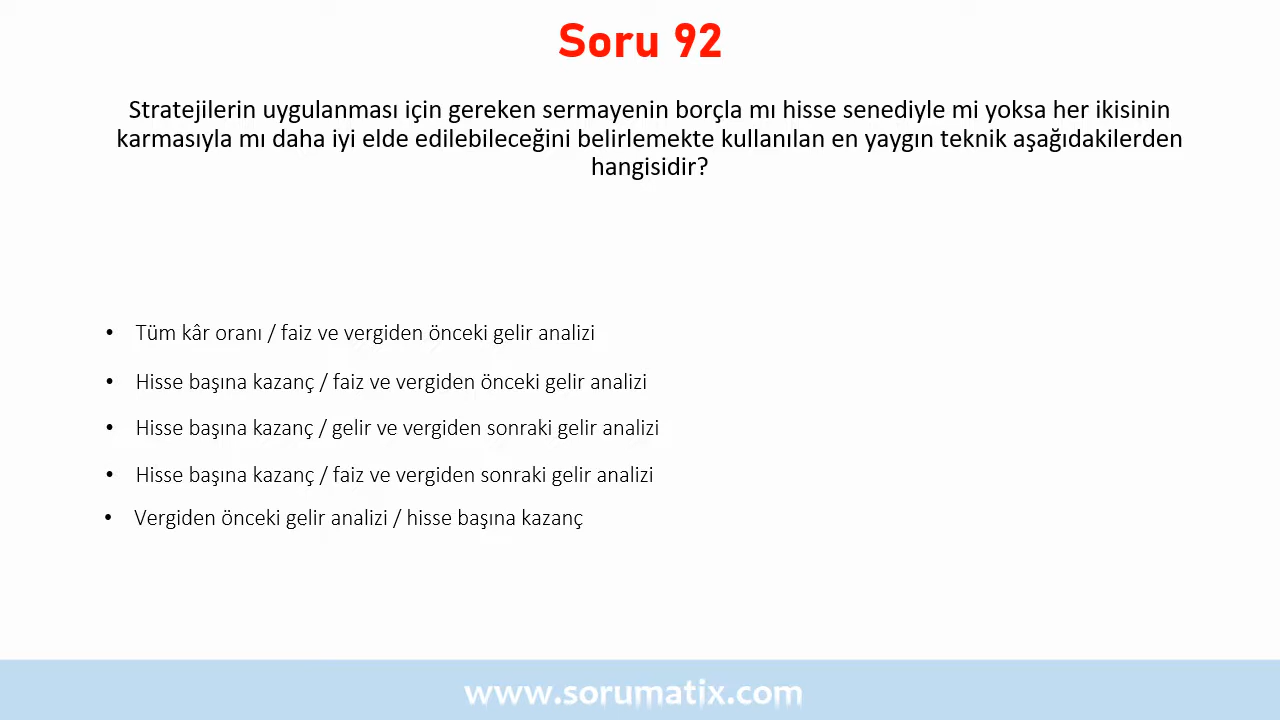 Soru 92
Stratejilerin uygulanması için gereken sermayenin borçla mı hisse senediyle mi yoksa her ikisinin
karmasıyla mı daha iyi elde edilebileceğini belirlemekte kullanılan en yaygın teknik aşağıdakilerden
hangisidir?
• Tüm kâr oranı / faiz ve vergiden önceki gelir analizi
• Hisse başına kazanç / faiz ve vergiden önceki gelir analizi
• Hisse başına kazanç / gelir ve vergiden sonraki gelir analizi
• Hisse başına kazanç / faiz ve vergiden sonraki gelir analizi
• Vergiden önceki gelir analizi / hisse başına kazanç
www.sorumatix.com